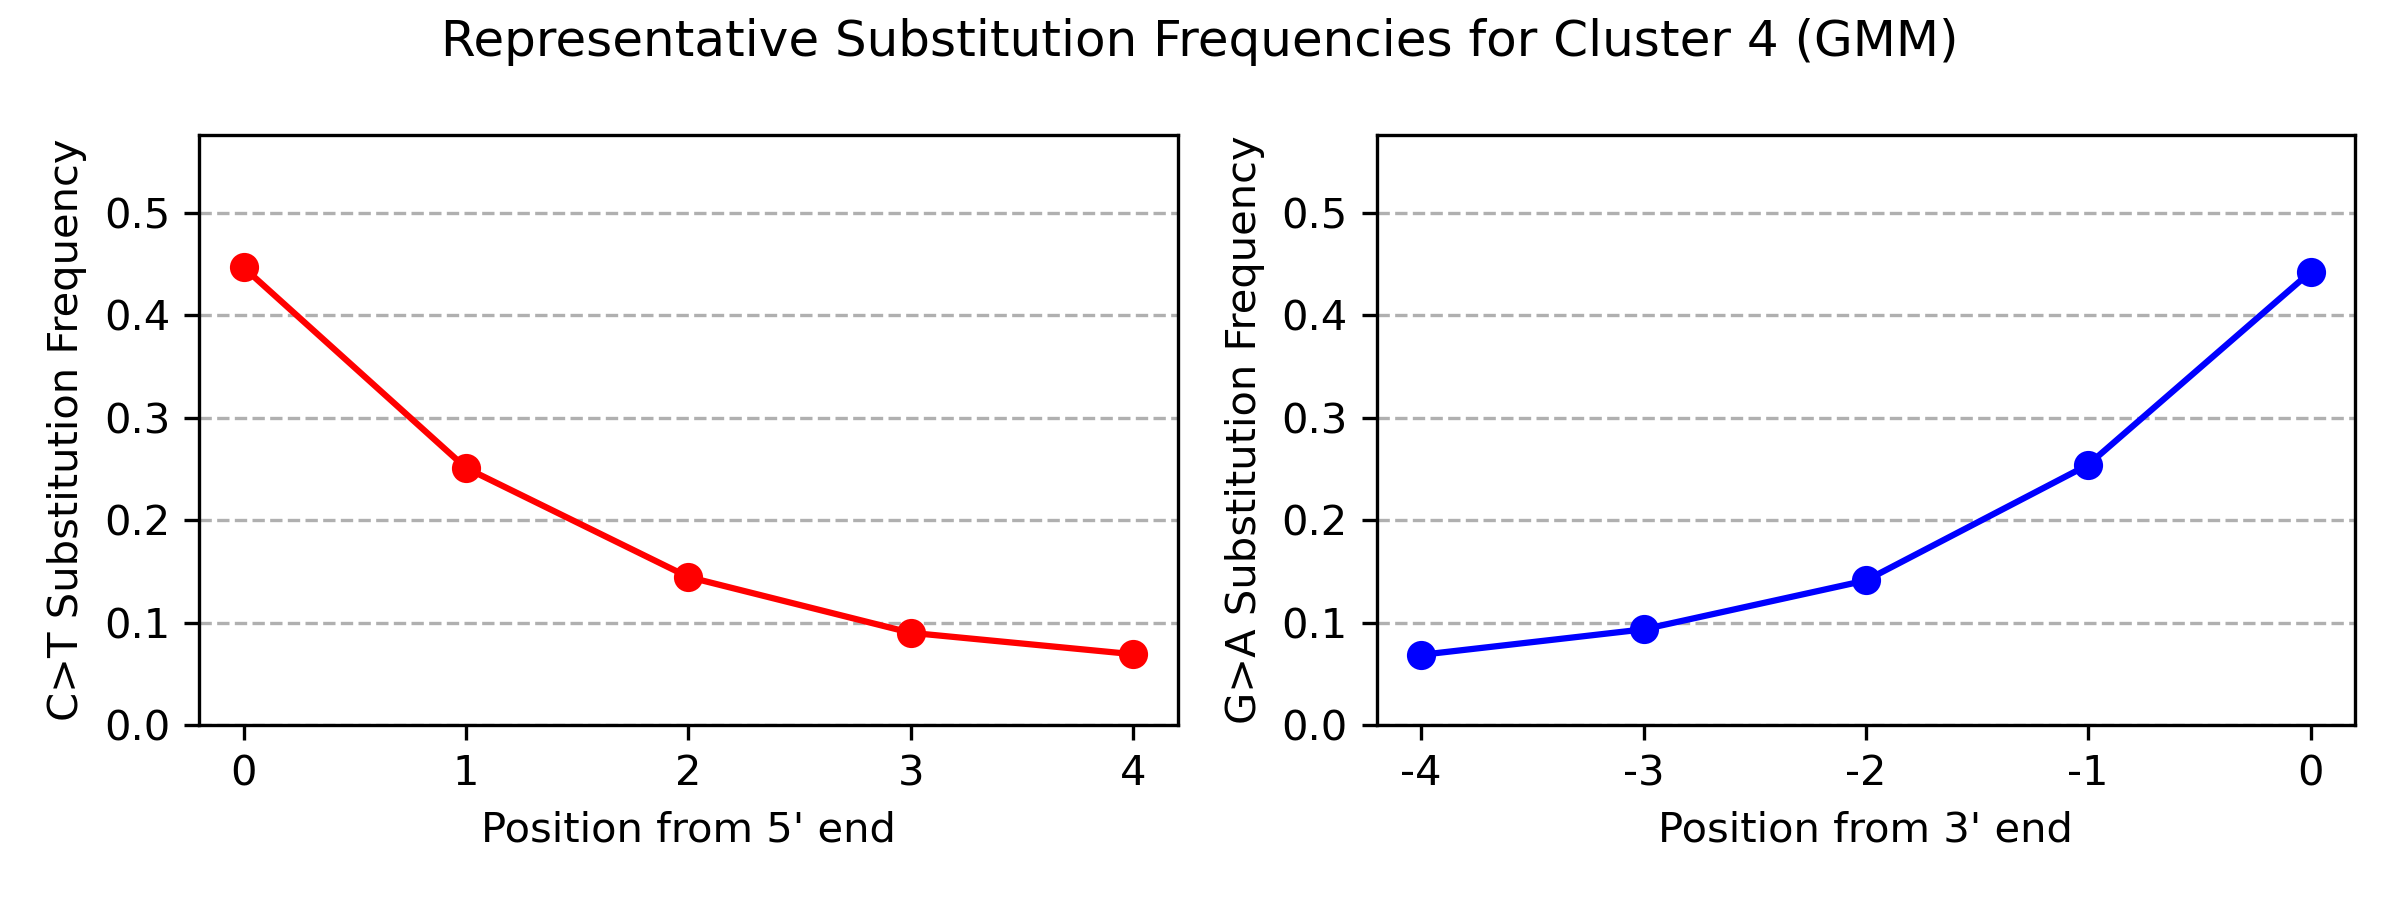 Representative Substitution Frequencies for Cluster 4 (GMM)
C>T Substitution Frequency
0.5
0.4
0.3
0.2
0.1
0.0
0 1 2 3 4
Position from 5' end
G>A Substitution Frequency
0.5
0.4
0.3
0.2
0.1
0.0
-4 -3 -2 -1 0
Position from 3' end